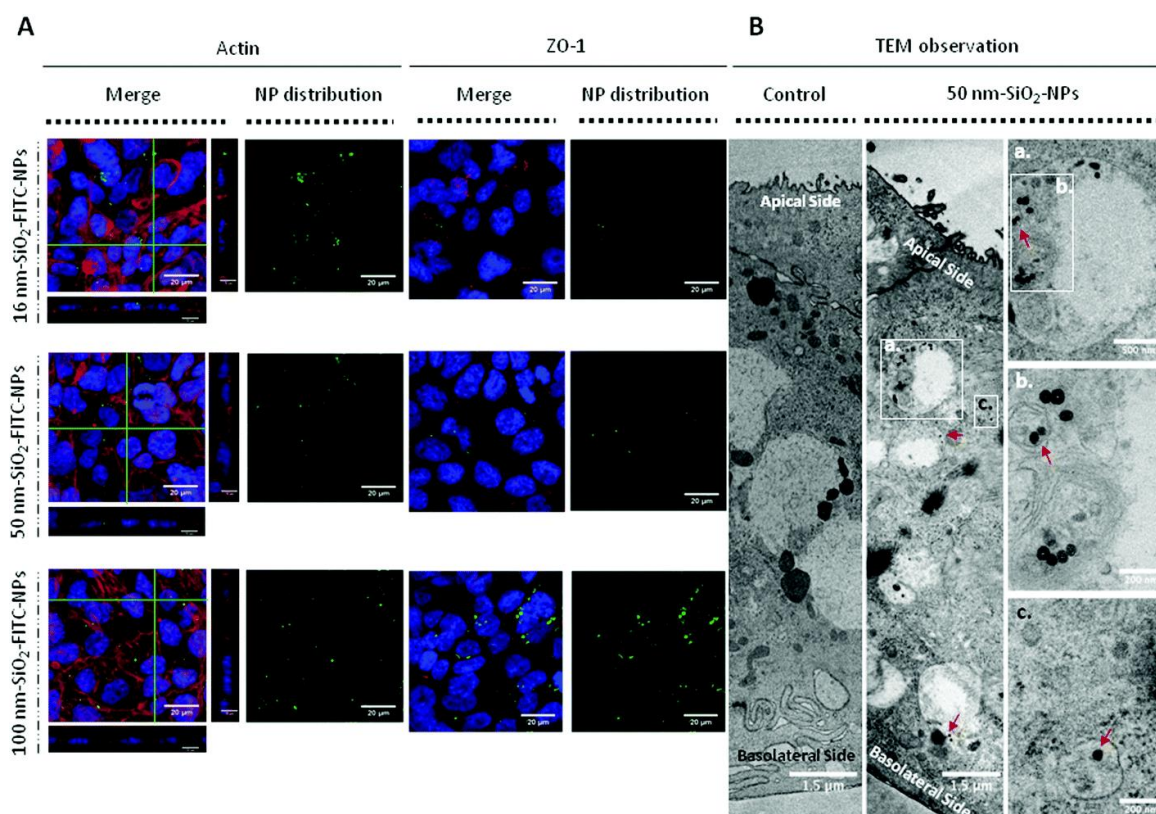 A
B
Actin
ZO-1
TEM observation
Merge
NP distribution
Merge
NP distribution
Control
50 nm-SiO₂-NPs
16 nm-SiO₂-FITC-NPs
20 µm
20 µm
20 µm
20 µm
50 nm-SiO₂-FITC-NPs
20 µm
20 µm
20 µm
20 µm
100 nm-SiO₂-FITC-NPs
20 µm
20 µm
20 µm
20 µm
Apical Side
Basolateral Side
1.5 µm
Apical Side
a.
c.
Basolateral Side
1.5 µm
a.
b.
500 nm
b.
200 nm
c.
200 nm